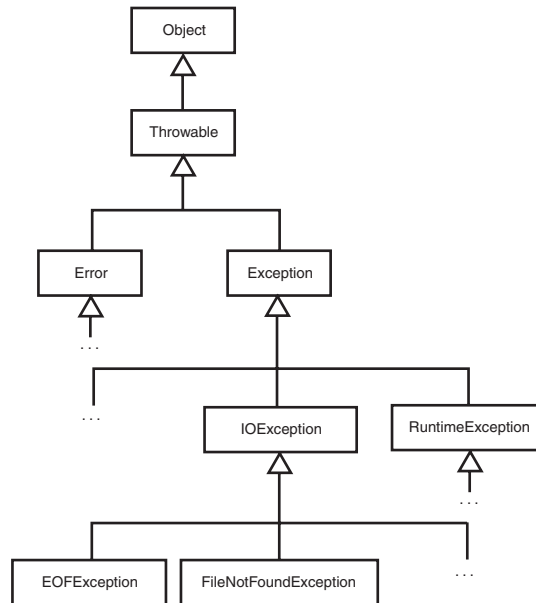 Object
Throwable
Error
Exception
. . .
. . .
IOException
RuntimeException
. . .
. . .
EOFException
FileNotFoundException